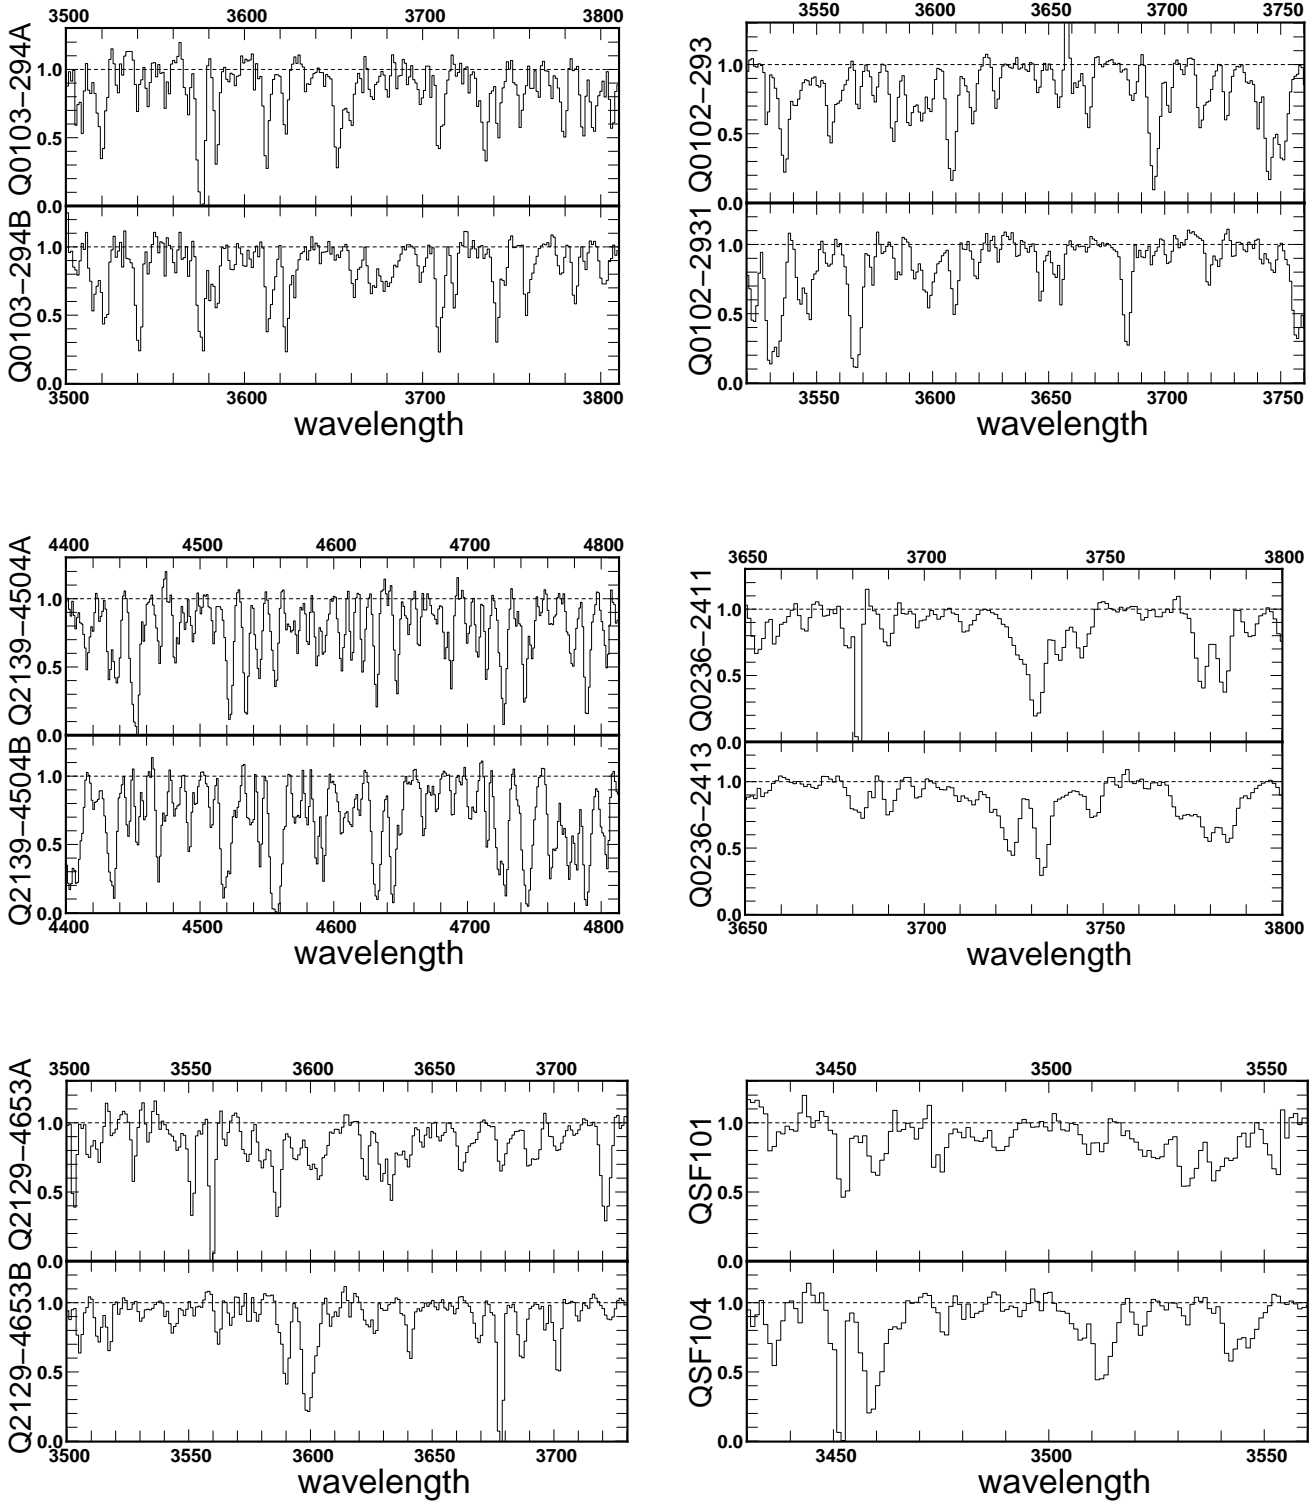 3500 3600 3700 3800
Q0103−294A
1.0
0.5
0.0
Q0103−294B
1.0
0.5
0.0
3500 3600 3700 3800
wavelength
3550 3600 3650 3700 3750
Q0102−293
1.0
0.5
0.0
Q0102−2931
1.0
0.5
0.0
3550 3600 3650 3700 3750
wavelength
4400 4500 4600 4700 4800
Q2139−4504A
1.0
0.5
0.0
Q2139−4504B
1.0
0.5
0.0
4400 4500 4600 4700 4800
wavelength
3650 3700 3750 3800
Q0236−2411
1.0
0.5
0.0
Q0236−2413
1.0
0.5
0.0
3650 3700 3750 3800
wavelength
3500 3550 3600 3650 3700
Q2129−4653A
1.0
0.5
0.0
Q2129−4653B
1.0
0.5
0.0
3500 3550 3600 3650 3700
wavelength
3450 3500 3550
QSF101
1.0
0.5
0.0
QSF104
1.0
0.5
0.0
3450 3500 3550
wavelength